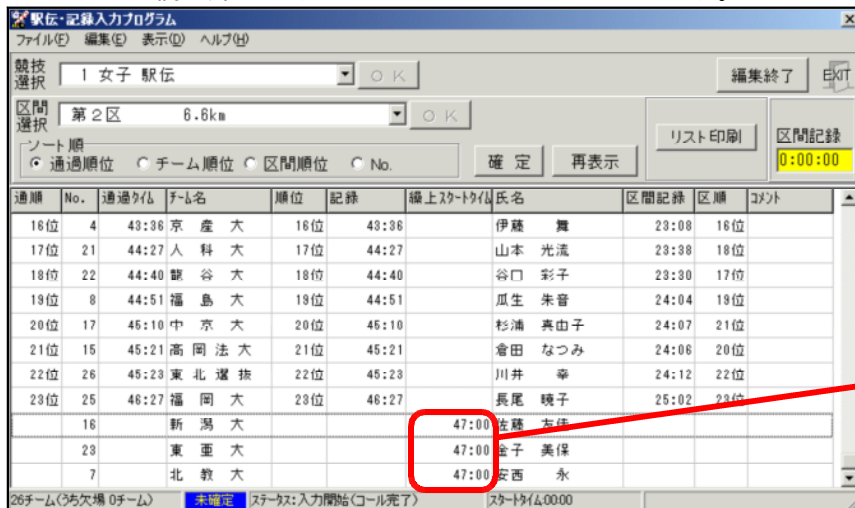 駅伝・記録入力プログラム
ファイル(F) 編集(E) 表示(D) ヘルプ(H)
競技選択 1 女子 駅伝 OK 編集終了 EXIT
区間選択 第2区 6.6km OK リスト印刷 区間記録
ソート順
通過順位 チーム順位 区間順位 No. 確定 再表示 0:00:00
通順 No. 通過タイム チーム名 順位 記録 繰上スタートタイム 氏名 区間記録 区順 コメント
16位 4 43:36 京産大 16位 43:36 伊藤 舞 23:08 16位
17位 21 44:27 人科大 17位 44:27 山本 光流 23:38 18位
18位 22 44:40 龍谷大 18位 44:40 谷口 彩子 23:30 17位
19位 8 44:51 福島大 19位 44:51 瓜生 朱音 24:04 19位
20位 17 45:10 中京大 20位 45:10 杉浦 真由子 24:07 21位
21位 15 45:21 高岡法大 21位 45:21 倉田 なつみ 24:06 20位
22位 26 45:23 東北選抜 22位 45:23 川井 24:12 22位
23位 25 46:27 福岡大 23位 46:27 長尾 暁子 25:02 23位
16 新潟大 47:00 佐藤 友佳
23 東亜大 47:00 金子 美保
7 北教大 47:00 安西 永
26チーム(うち欠場 0チーム) 未確定 ステータス:入力開始(コール完了) スタートタイム:00:00